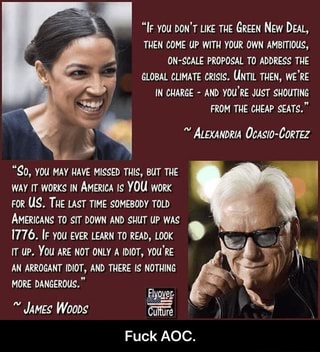 "If you don't like the Green New Deal,
then come up with your own ambitious,
on-scale proposal to address the
global climate crisis. Until then, we're
in charge - and you're just shouting
from the cheap seats."
~ Alexandria Ocasio-Cortez
"So, you may have missed this, but the
way it works in America is YOU work
for US. The last time somebody told
Americans to sit down and shut up was
1776. If you ever learn to read, look
it up. You are not only a idiot, you're
an arrogant idiot, and there is nothing
more dangerous."
~ James Woods
Flyover
Culture
Fuck AOC.